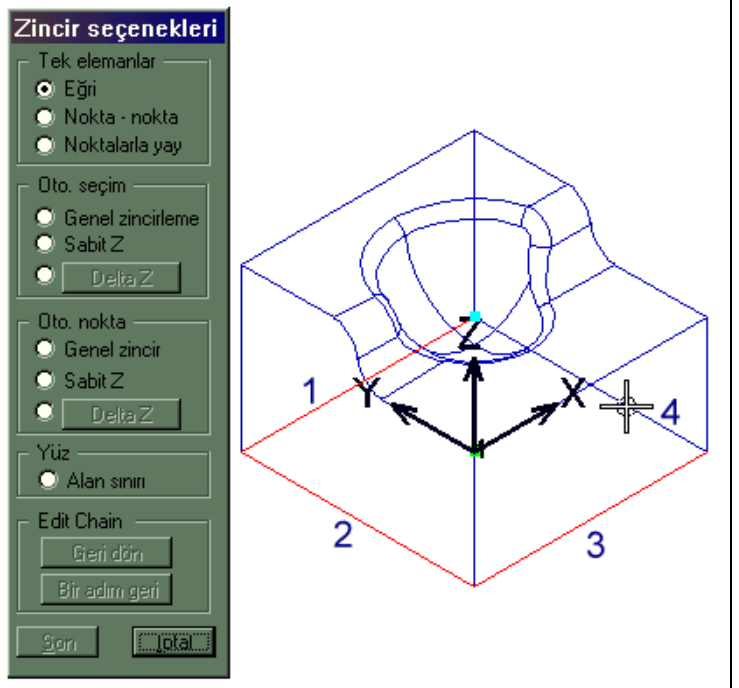 Zincir seçenekleri
Tek elemanlar
Eğri
Nokta - nokta
Noktalarla yay
Oto. seçim
Genel zincirleme
Sabit Z
Delta Z
Oto. nokta
Genel zincir
Sabit Z
Delta Z
Yüz
Alan sınırı
Edit Chain
Geri dön
Bir adım geri
Son
İptal
Z
1
Y
X
4
2
3